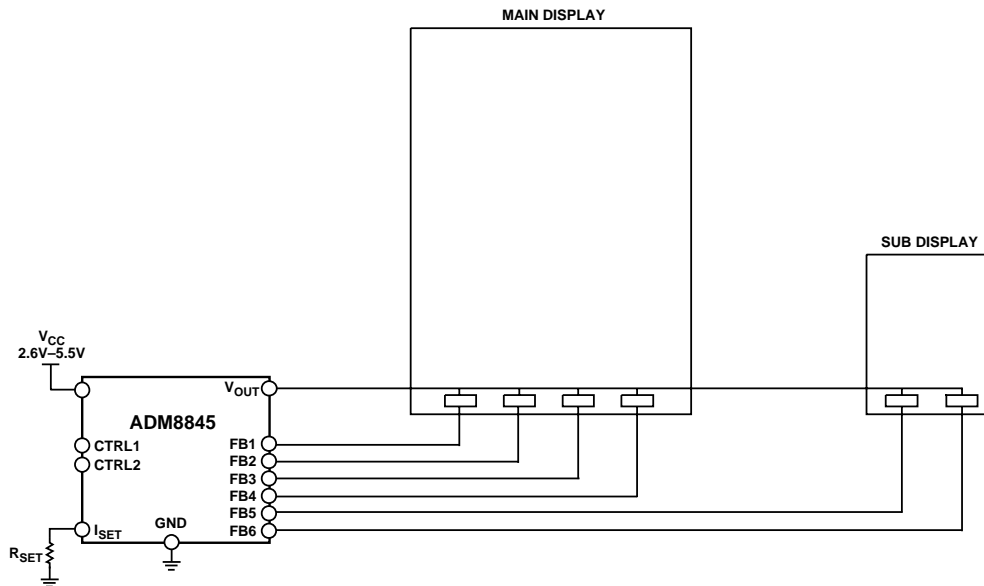 MAIN DISPLAY
SUB DISPLAY
VCC
2.6V–5.5V
VOUT
ADM8845
CTRL1
CTRL2
FB1
FB2
FB3
FB4
FB5
FB6
GND
ISET
RSET